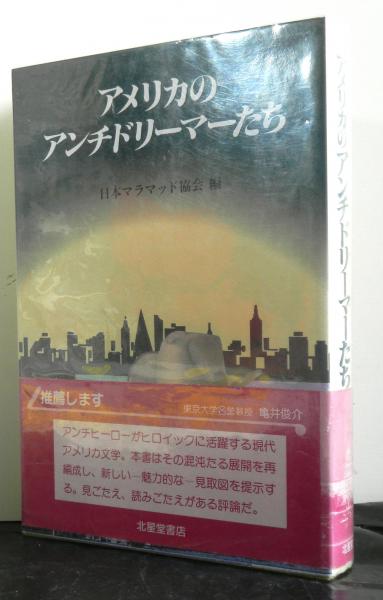 アメリカの
アンチドリーマーたち
日本マラマッド協会 編
推薦します
東京大学名誉教授 亀井俊介
アンチヒーローがヒロイックに活躍する現代
アメリカ文学。本書はその混沌たる展開を再
編成し、新しい—魅力的な—見取図を提示す
る。見ごたえ、読みごたえがある評論だ。
北星堂書店
アメリカのアンチドリーマーたち